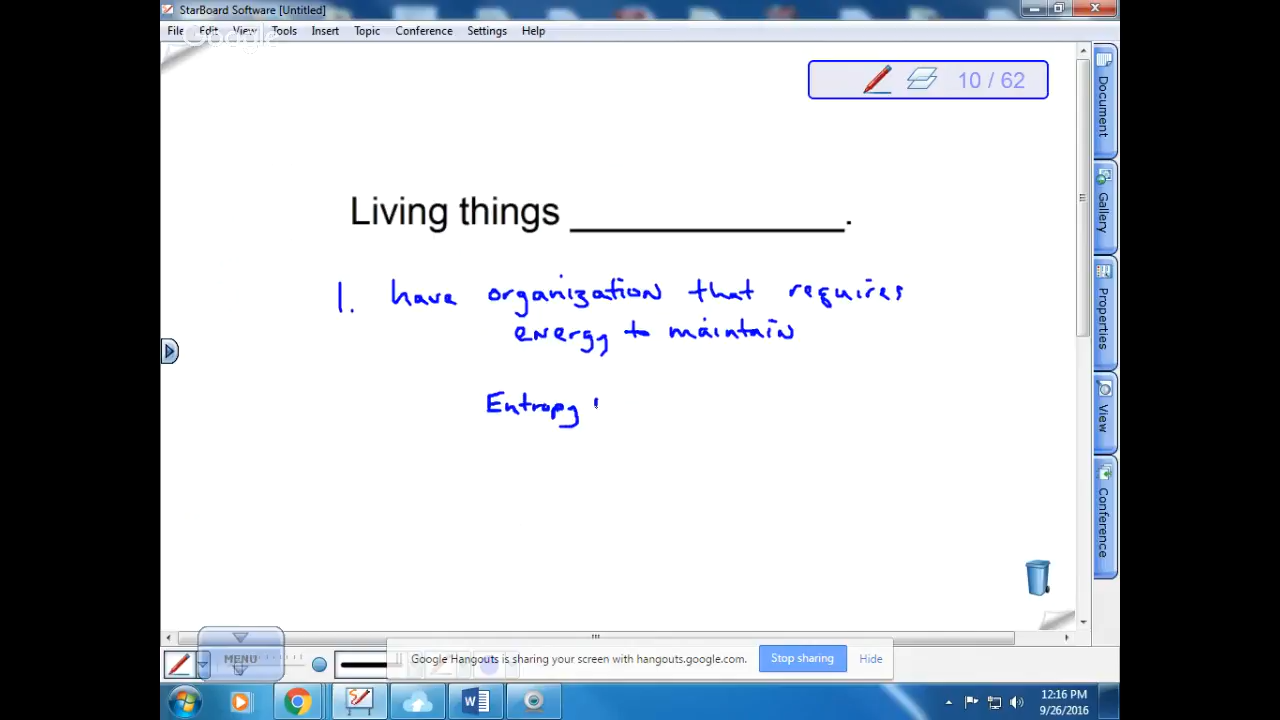 StarBoard Software [Untitled]
File Edit View Tools Insert Topic Conference Settings Help
Google
10 / 62
Document
Gallery
Properties
View
Conference
Living things _______________.
1. have organization that requires
energy to maintain
Entropy
MENU
Google Hangouts is sharing your screen with hangouts.google.com. Stop sharing Hide
12:16 PM
9/26/2016